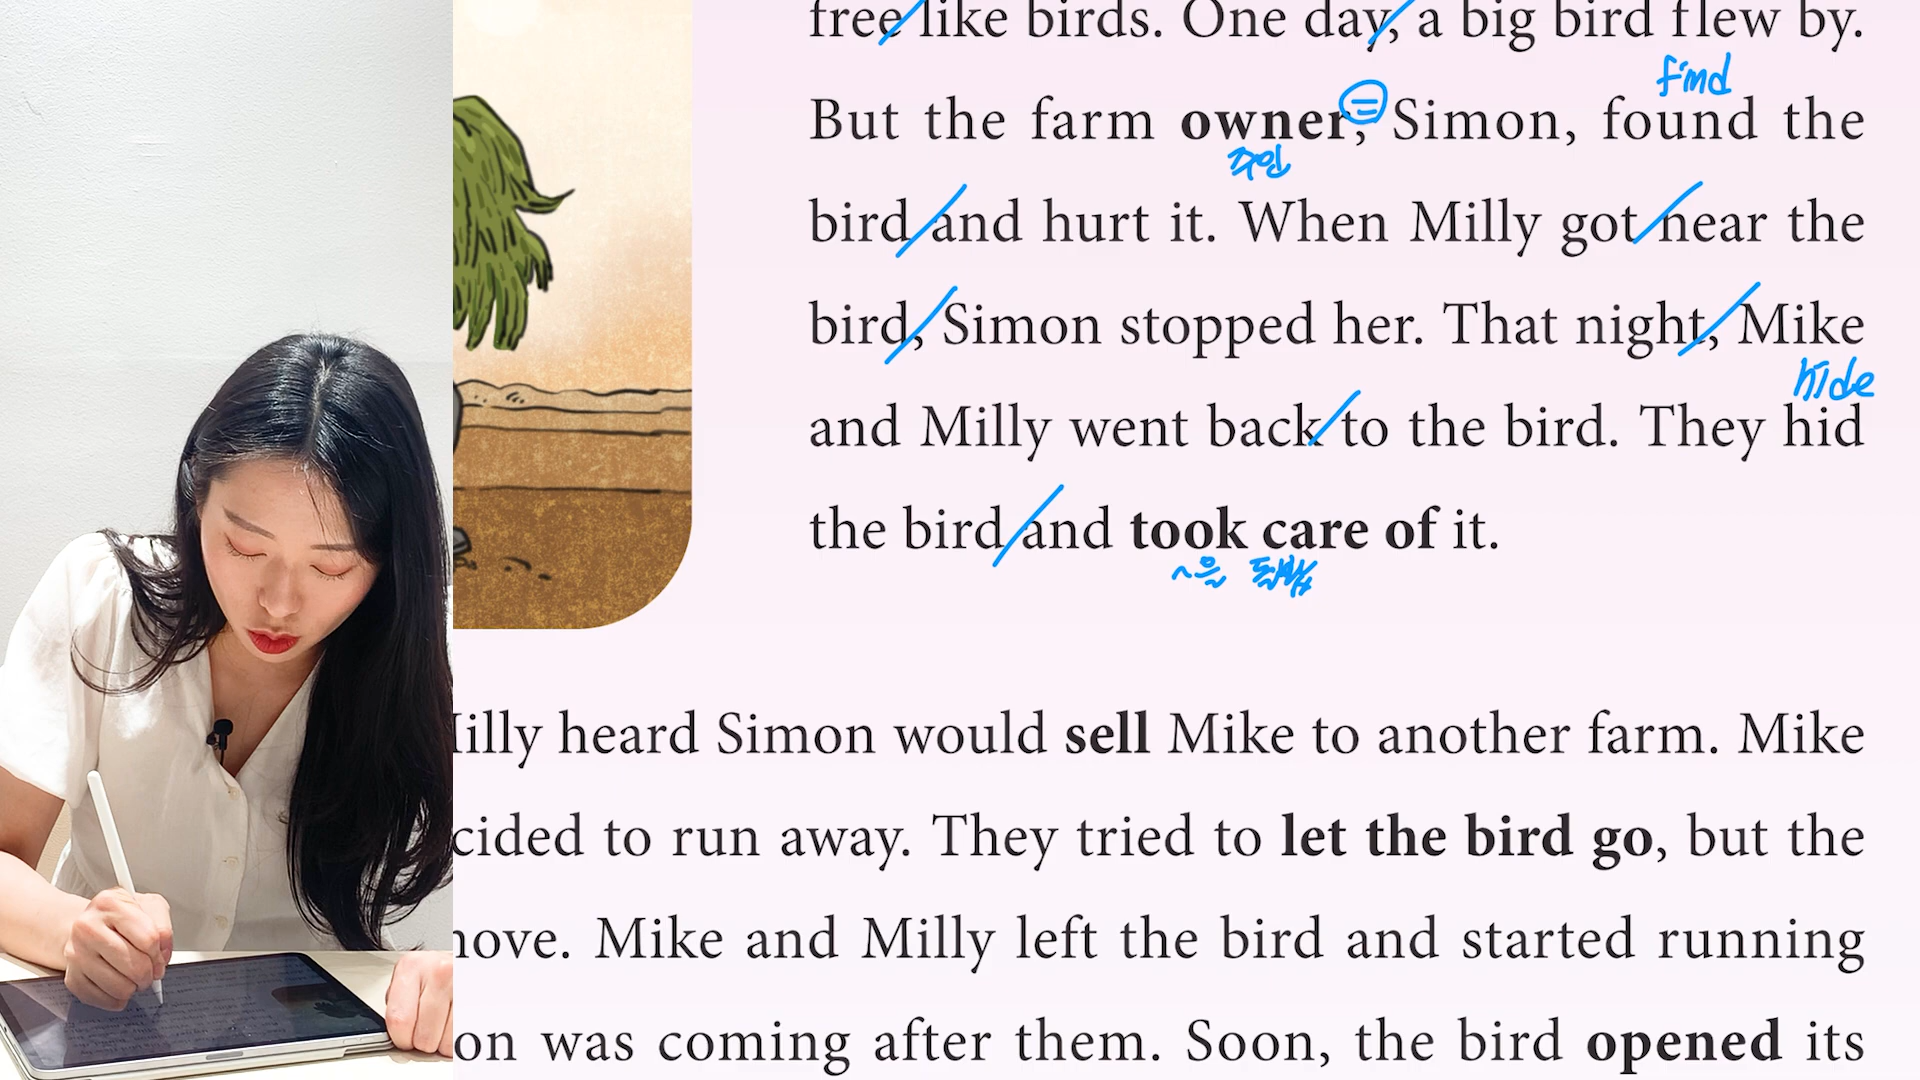 free like birds. One day, a big bird flew by.
find
But the farm owner, = Simon, found the
주인
bird and hurt it. When Milly got near the
bird, Simon stopped her. That night, Mike
hide
and Milly went back to the bird. They hid
the bird and took care of it.
~을 돌보다
Milly heard Simon would sell Mike to another farm. Mike
cided to run away. They tried to let the bird go, but the
move. Mike and Milly left the bird and started running
on was coming after them. Soon, the bird opened its